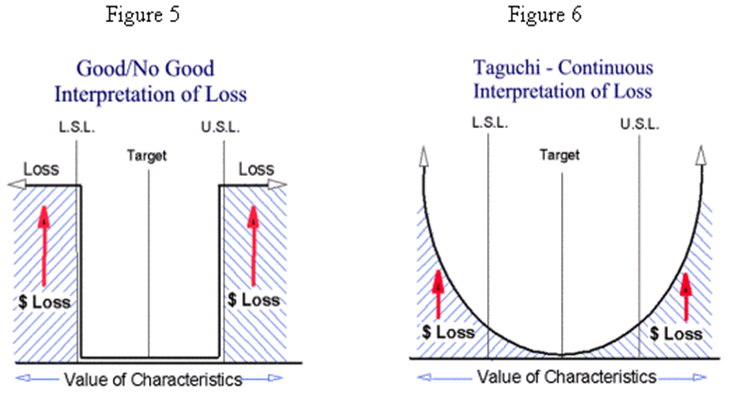 Figure 5
Good/No Good
Interpretation of Loss
L.S.L.
U.S.L.
Target
Loss
Loss
$ Loss
$ Loss
Value of Characteristics
Figure 6
Taguchi - Continuous
Interpretation of Loss
L.S.L.
U.S.L.
Target
$ Loss
$ Loss
Value of Characteristics